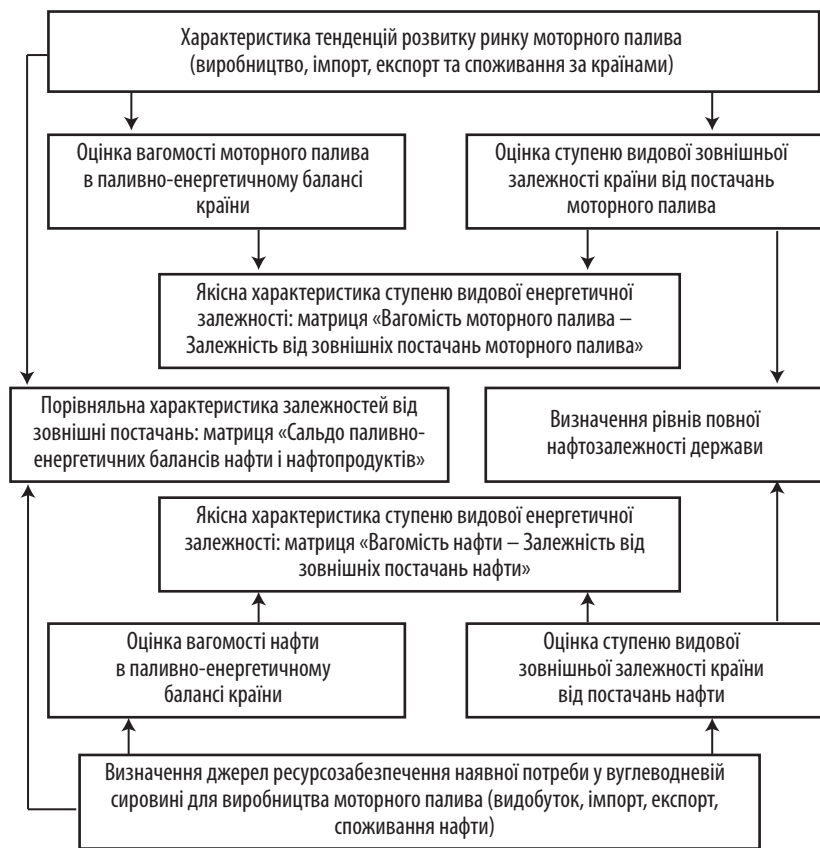 Характеристика тенденцій розвитку ринку моторного палива
(виробництво, імпорт, експорт та споживання за країнами)
Оцінка вагомості моторного палива
в паливно-енергетичному балансі
країни
Оцінка ступеню видової зовнішньої
залежності країни від постачань
моторного палива
Якісна характеристика ступеню видової енергетичної
залежності: матриця «Вагомість моторного палива –
Залежність від зовнішніх постачань моторного палива»
Порівняльна характеристика залежностей від
зовнішні постачань: матриця «Сальдо паливно-
енергетичних балансів нафти і нафтопродуктів»
Визначення рівнів повної
нафтозалежності держави
Якісна характеристика ступеню видової енергетичної
залежності: матриця «Вагомість нафти – Залежність від
зовнішніх постачань нафти»
Оцінка вагомості нафти
в паливно-енергетичному
балансі країни
Оцінка ступеню видової
зовнішньої залежності країни
від постачань нафти
Визначення джерел ресурсозабезпечення наявної потреби у вуглеводневій
сировині для виробництва моторного палива (видобуток, імпорт, експорт,
споживання нафти)